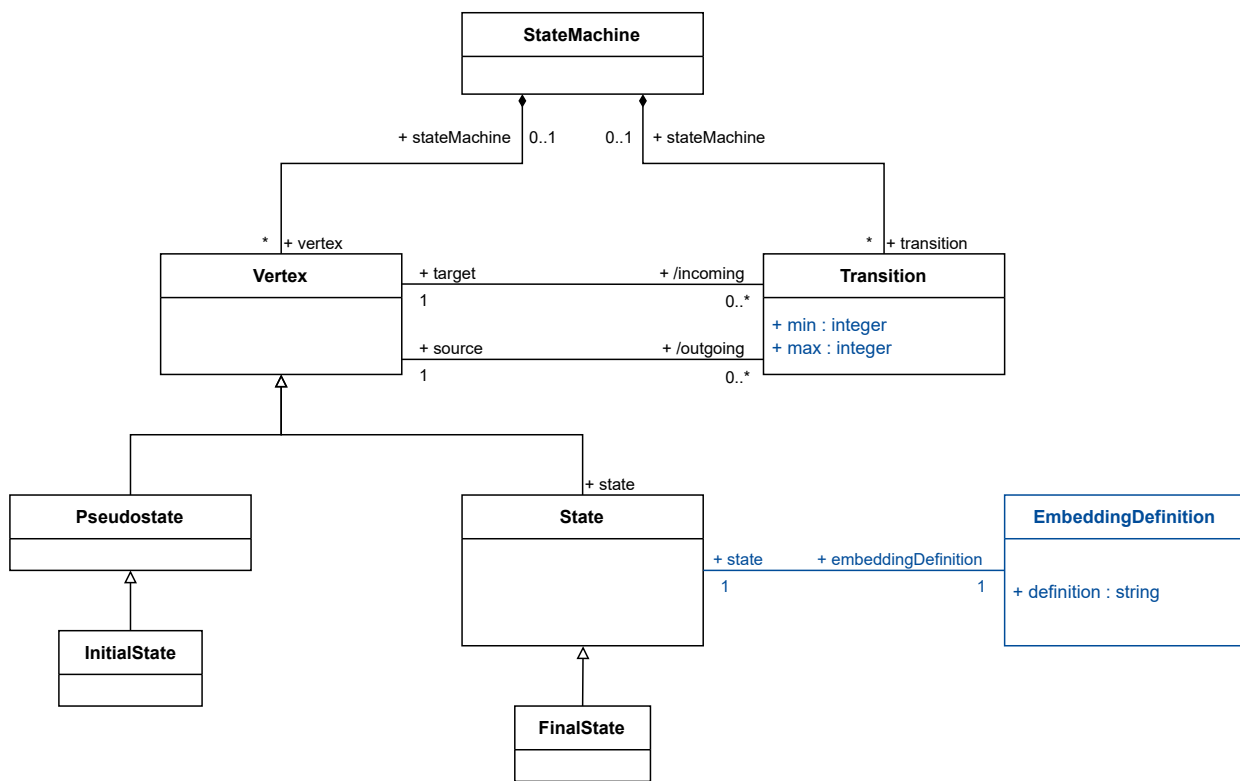 StateMachine
+ stateMachine
0..1
0..1
+ stateMachine
*
+ vertex
*
+ transition
Vertex
+ target
+ /incoming
1
0..*
+ source
+ /outgoing
1
0..*
Transition
+ min : integer
+ max : integer
+ state
Pseudostate
State
EmbeddingDefinition
+ state
+ embeddingDefinition
1
1
+ definition : string
InitialState
FinalState